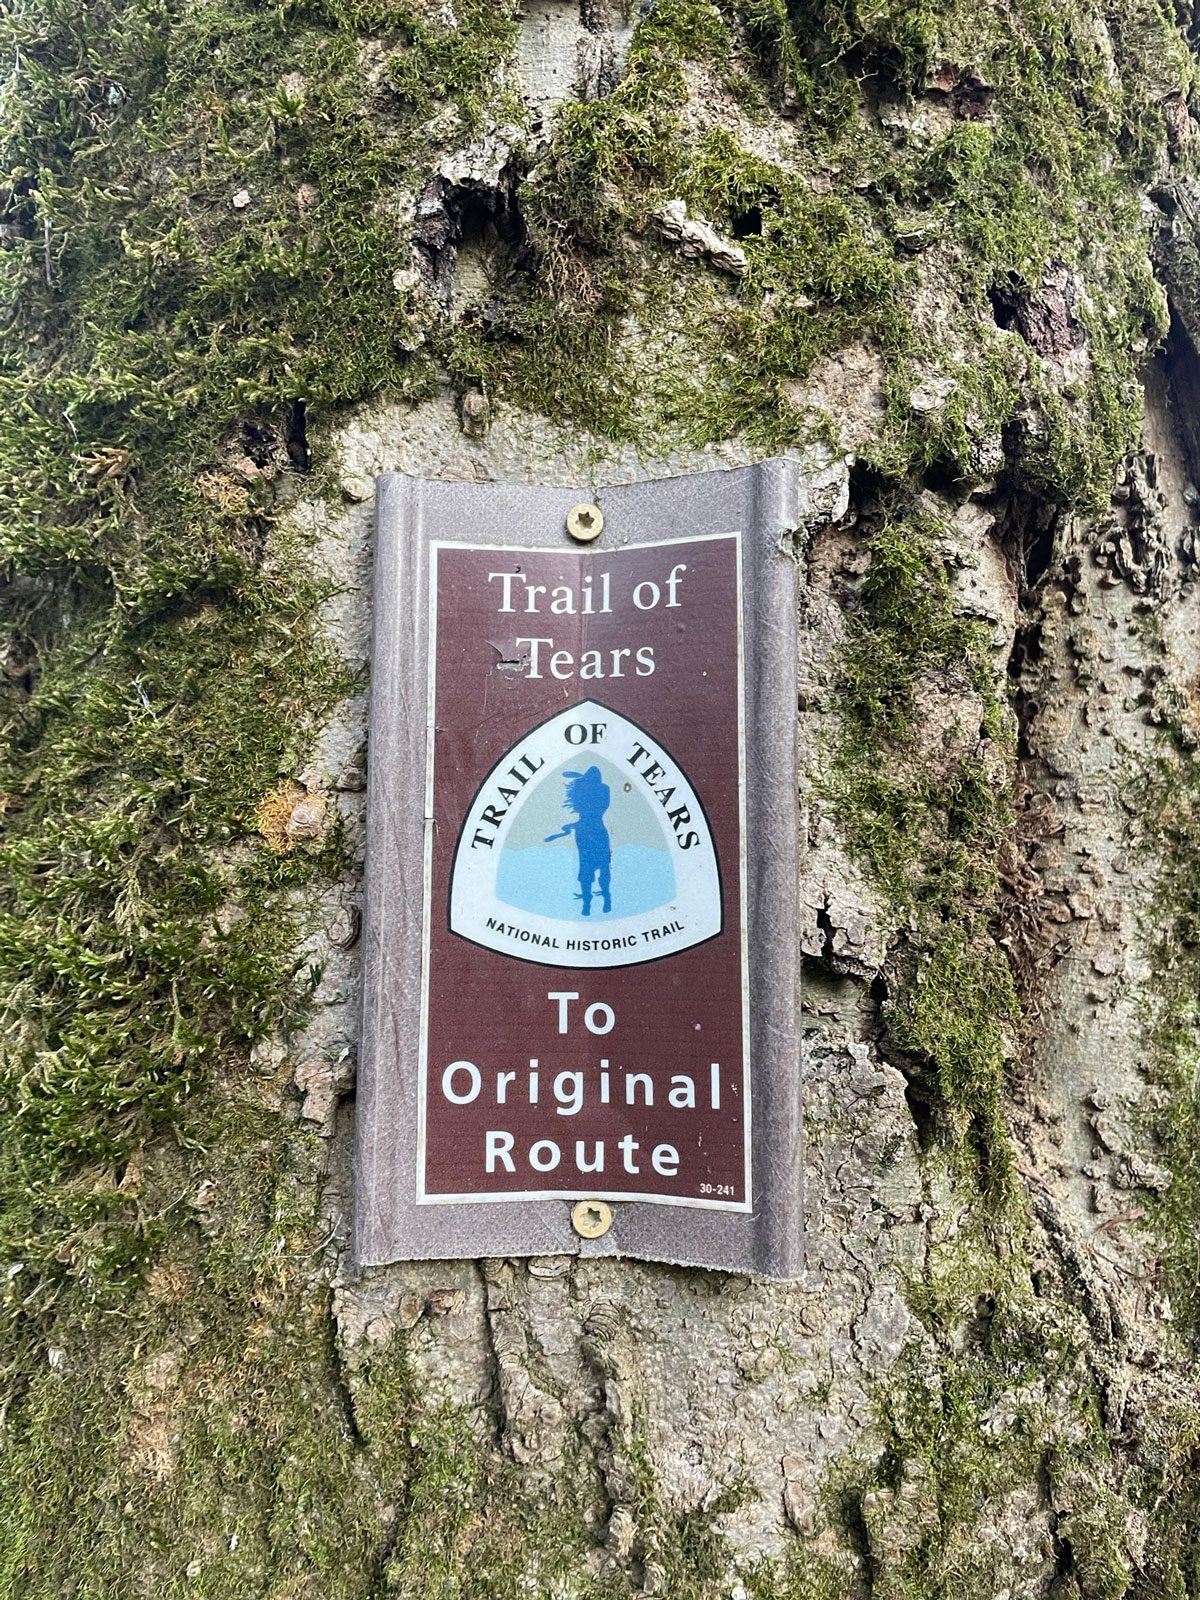 Trail of
Tears
TRAIL OF TEARS
NATIONAL HISTORIC TRAIL
To
Original
Route
30-241